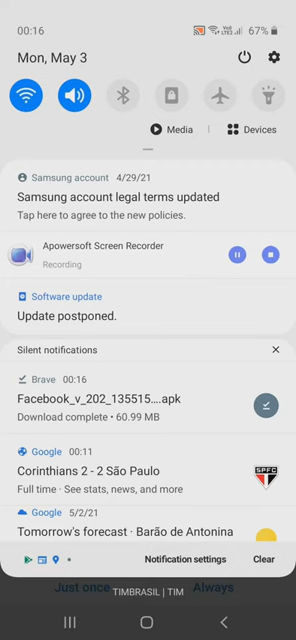 00:16
67%
Mon, May 3
Media
Devices
Samsung account 4/29/21
Samsung account legal terms updated
Tap here to agree to the new policies.
Apowersoft Screen Recorder
Recording
Software update
Update postponed.
Silent notifications
Brave 00:16
Facebook_v_202_135515....apk
Download complete • 60.99 MB
Google 00:11
Corinthians 2 - 2 São Paulo
Full time · See stats, news, and more
SPFC
Google 5/2/21
Tomorrow's forecast · Barão de Antonina
Notification settings
Clear
Just once
Always
TIMBRASIL | TIM